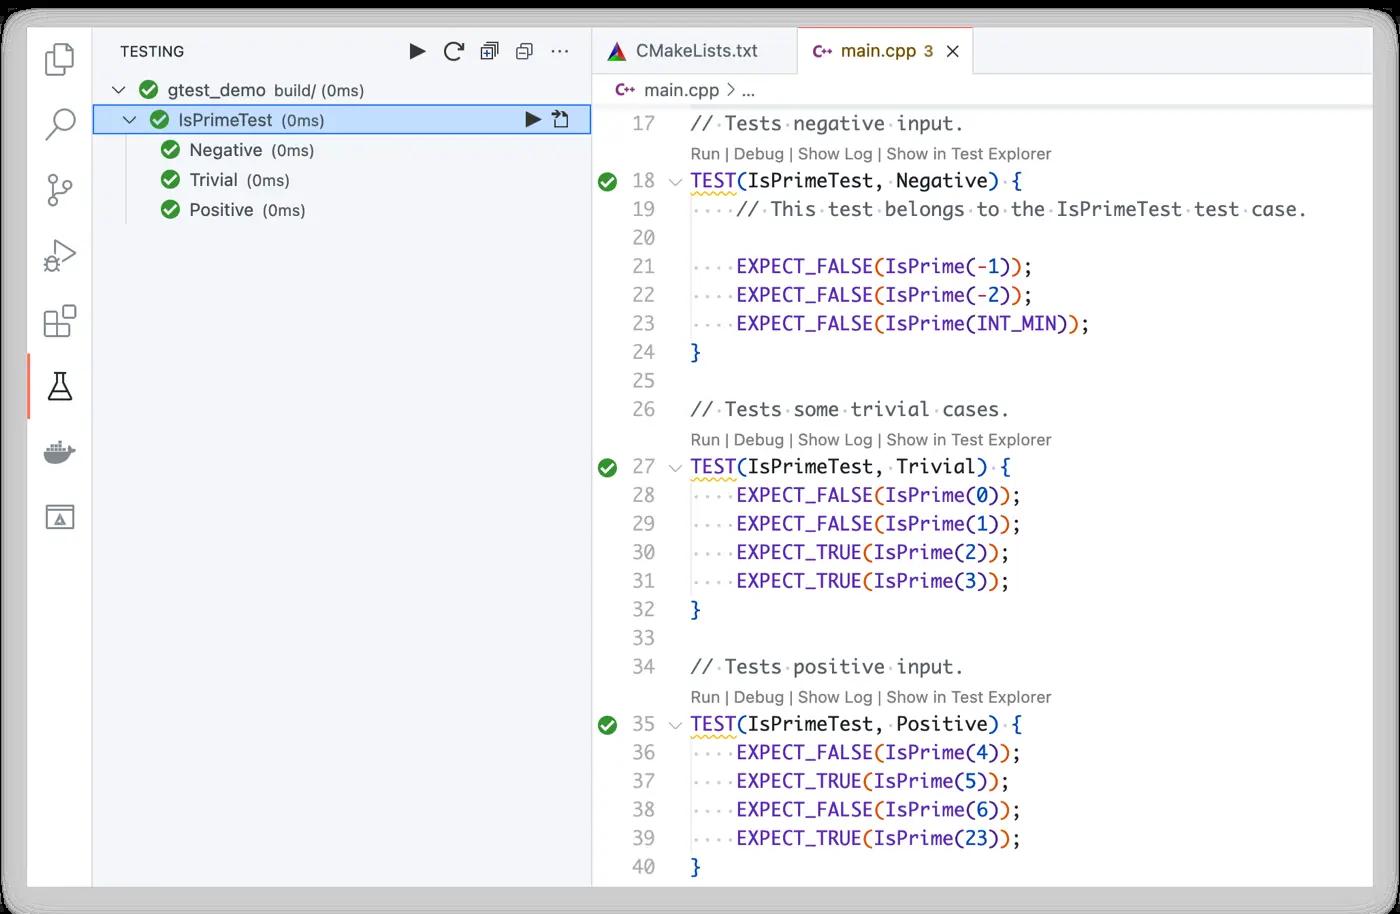 TESTING
gtest_demo build/ (0ms)
IsPrimeTest (0ms)
Negative (0ms)
Trivial (0ms)
Positive (0ms)
CMakeLists.txt
C++ main.cpp 3
C++ main.cpp > ...
17 // Tests negative input.
Run | Debug | Show Log | Show in Test Explorer
18 TEST(IsPrimeTest, Negative) {
19 // This test belongs to the IsPrimeTest test case.
20
21 EXPECT_FALSE(IsPrime(-1));
22 EXPECT_FALSE(IsPrime(-2));
23 EXPECT_FALSE(IsPrime(INT_MIN));
24 }
25
26 // Tests some trivial cases.
Run | Debug | Show Log | Show in Test Explorer
27 TEST(IsPrimeTest, Trivial) {
28 EXPECT_FALSE(IsPrime(0));
29 EXPECT_FALSE(IsPrime(1));
30 EXPECT_TRUE(IsPrime(2));
31 EXPECT_TRUE(IsPrime(3));
32 }
33
34 // Tests positive input.
Run | Debug | Show Log | Show in Test Explorer
35 TEST(IsPrimeTest, Positive) {
36 EXPECT_FALSE(IsPrime(4));
37 EXPECT_TRUE(IsPrime(5));
38 EXPECT_FALSE(IsPrime(6));
39 EXPECT_TRUE(IsPrime(23));
40 }